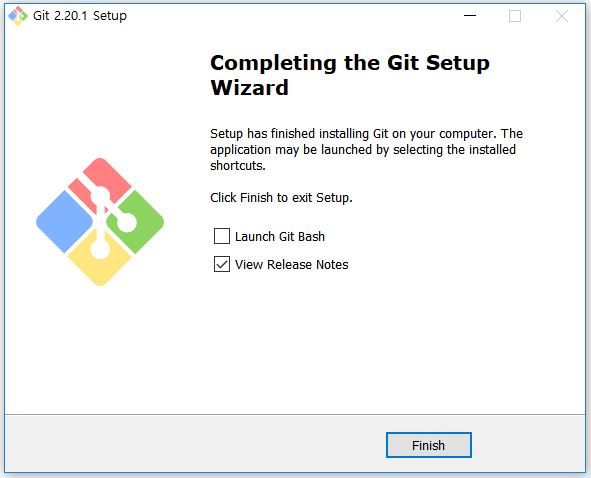 Git 2.20.1 Setup
Completing the Git Setup
Wizard
Setup has finished installing Git on your computer. The
application may be launched by selecting the installed
shortcuts.
Click Finish to exit Setup.
Launch Git Bash
View Release Notes
Finish